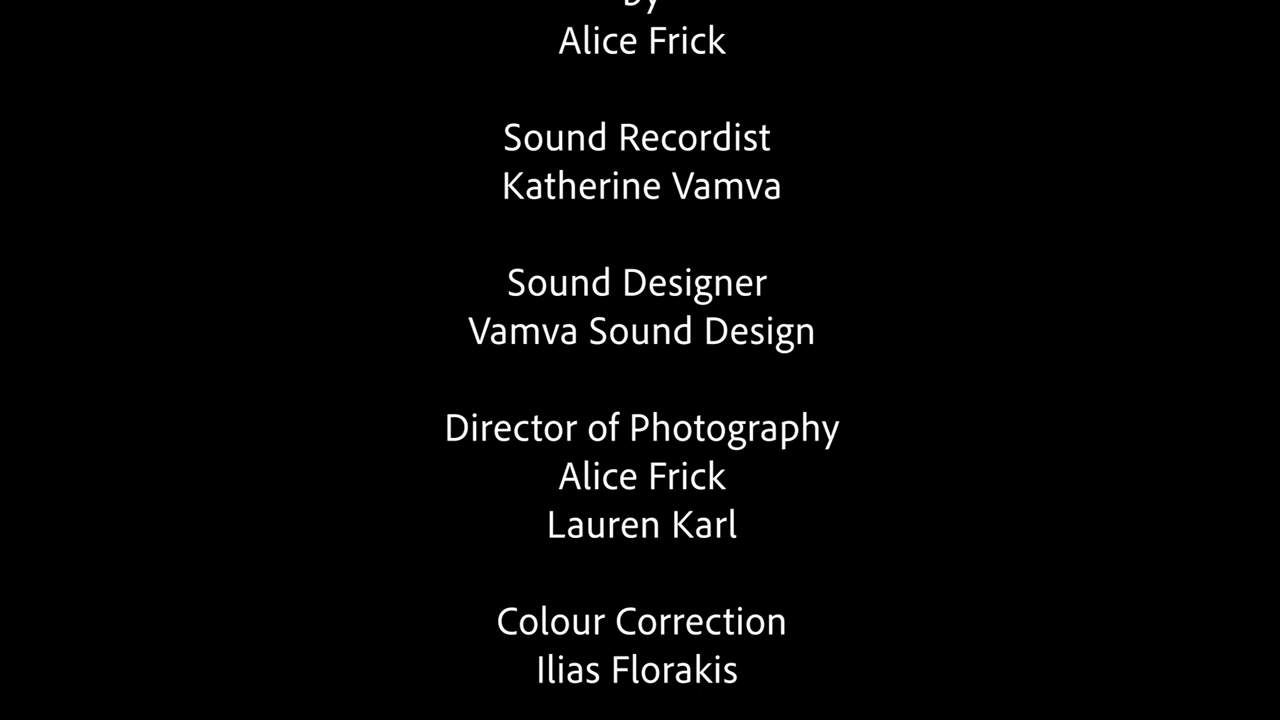 by
Alice Frick
Sound Recordist
Katherine Vamva
Sound Designer
Vamva Sound Design
Director of Photography
Alice Frick
Lauren Karl
Colour Correction
Ilias Florakis